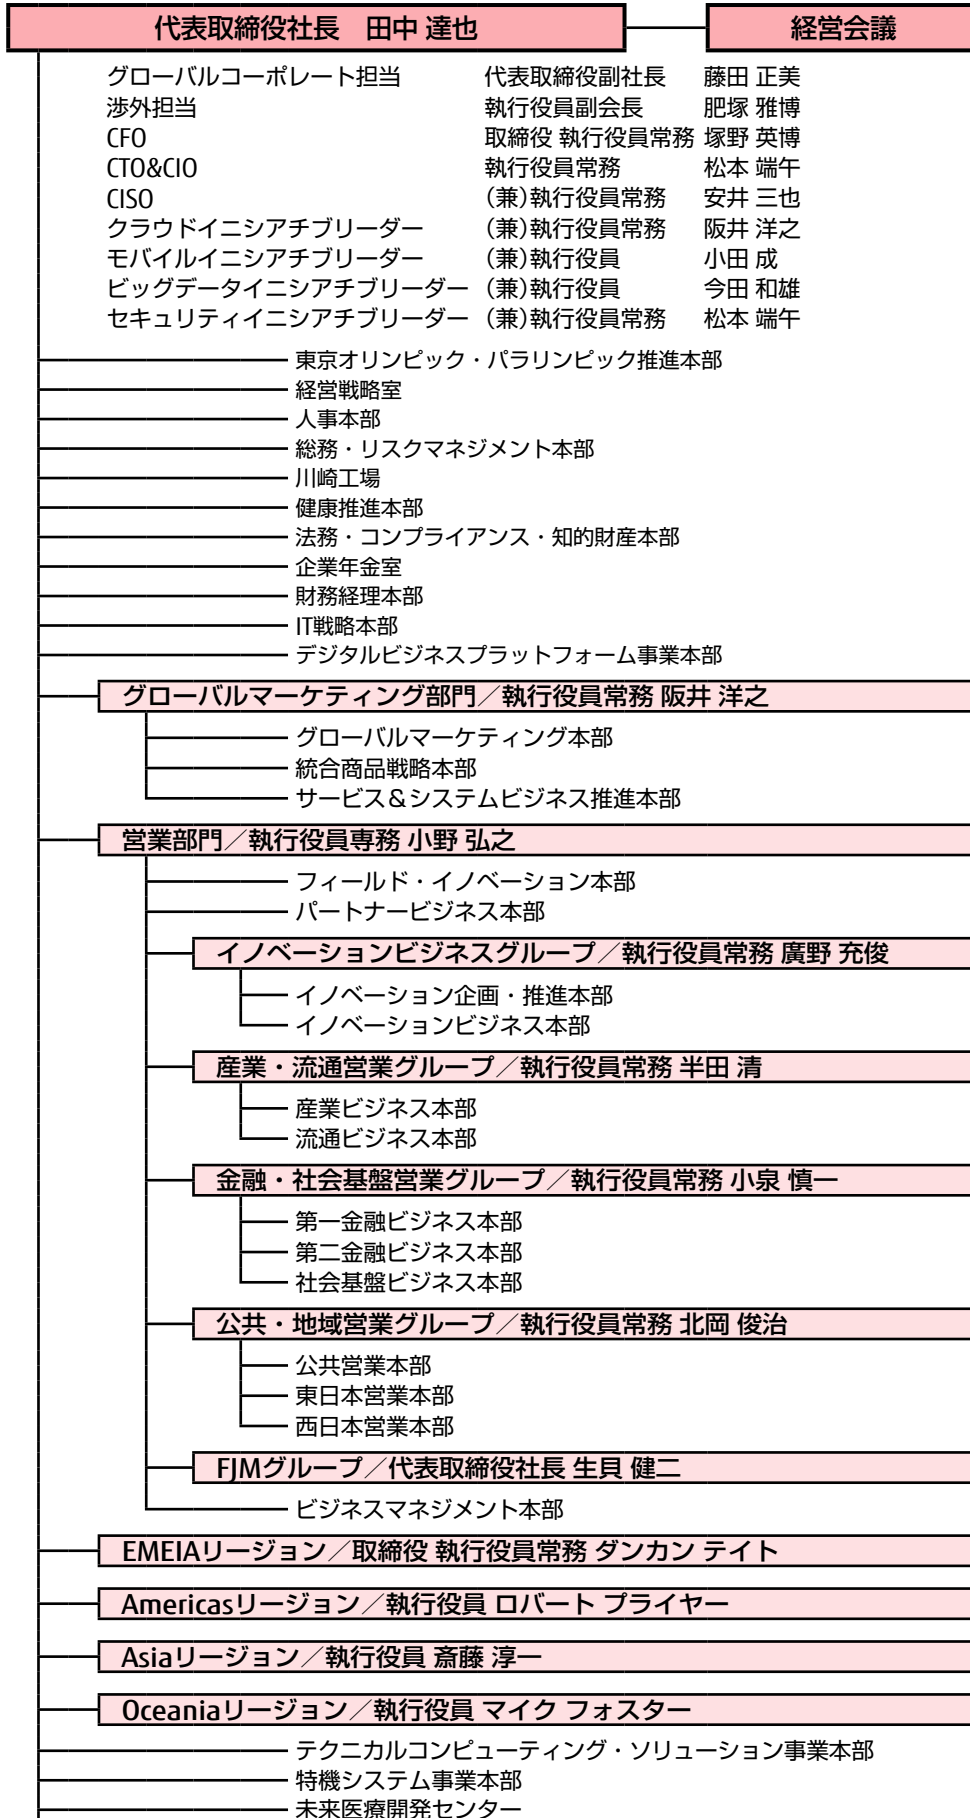 代表取締役社長　田中 達也　経営会議
グローバルコーポレート担当　代表取締役副社長　藤田 正美
渉外担当　執行役員副会長　肥塚 雅博
CFO　取締役 執行役員常務　塚野 英博
CTO&CIO　執行役員常務　松本 端午
CISO　（兼）執行役員常務　安井 三也
クラウドイニシアチブリーダー　（兼）執行役員常務　阪井 洋之
モバイルイニシアチブリーダー　（兼）執行役員　小田 成
ビッグデータイニシアチブリーダー　（兼）執行役員　今田 和雄
セキュリティイニシアチブリーダー　（兼）執行役員常務　松本 端午
東京オリンピック・パラリンピック推進本部
経営戦略室
人事本部
総務・リスクマネジメント本部
川崎工場
健康推進本部
法務・コンプライアンス・知的財産本部
企業年金室
財務経理本部
IT戦略本部
デジタルビジネスプラットフォーム事業本部
グローバルマーケティング部門／執行役員常務 阪井 洋之
グローバルマーケティング本部
統合商品戦略本部
サービス＆システムビジネス推進本部
営業部門／執行役員専務 小野 弘之
フィールド・イノベーション本部
パートナービジネス本部
イノベーションビジネスグループ／執行役員常務 廣野 充俊
イノベーション企画・推進本部
イノベーションビジネス本部
産業・流通営業グループ／執行役員常務 半田 清
産業ビジネス本部
流通ビジネス本部
金融・社会基盤営業グループ／執行役員常務 小泉 慎一
第一金融ビジネス本部
第二金融ビジネス本部
社会基盤ビジネス本部
公共・地域営業グループ／執行役員常務 北岡 俊治
公共営業本部
東日本営業本部
西日本営業本部
FJMグループ／代表取締役社長 生貝 健二
ビジネスマネジメント本部
EMEIAリージョン／取締役 執行役員常務 ダンカン テイト
Americasリージョン／執行役員 ロバート プライヤー
Asiaリージョン／執行役員 斎藤 淳一
Oceaniaリージョン／執行役員 マイク フォスター
テクニカルコンピューティング・ソリューション事業本部
特機システム事業本部
未来医療開発センター